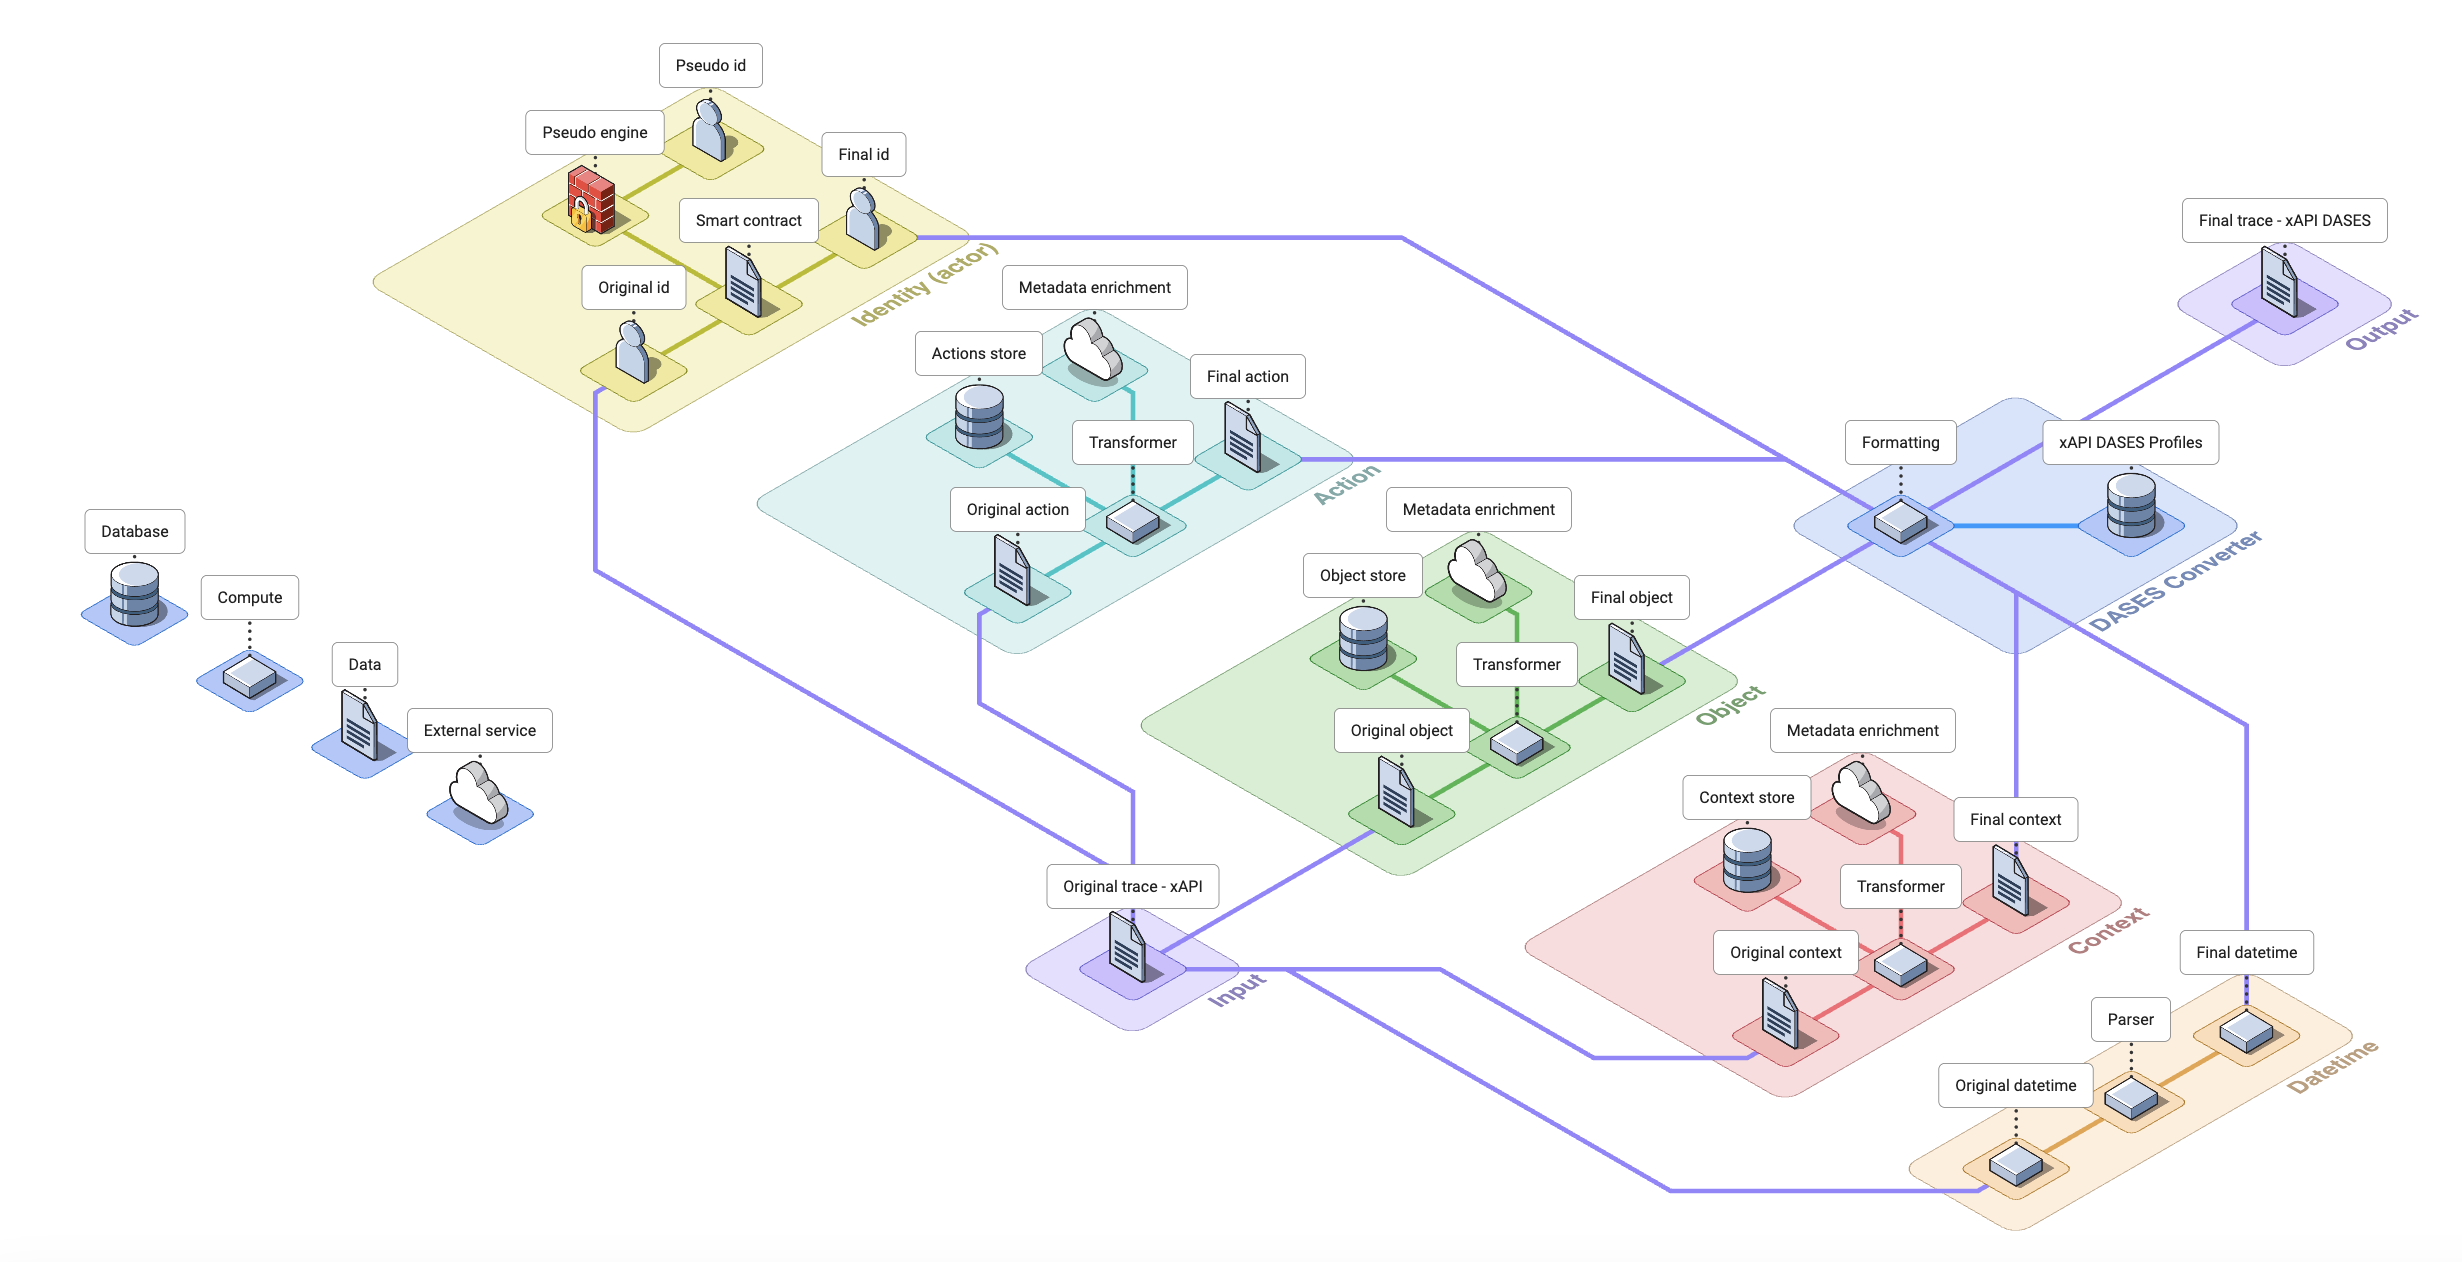 Pseudo id
Pseudo engine
Final id
Smart contract
Original id
Identity (actor)
Metadata enrichment
Actions store
Final action
Transformer
Original action
Action
Metadata enrichment
Object store
Final object
Transformer
Original object
Object
Metadata enrichment
Context store
Final context
Transformer
Original context
Context
Final datetime
Parser
Original datetime
Datetime
Original trace - xAPI
Input
Formatting
xAPI DASES Profiles
DASES Converter
Final trace - xAPI DASES
Output
Database
Compute
Data
External service